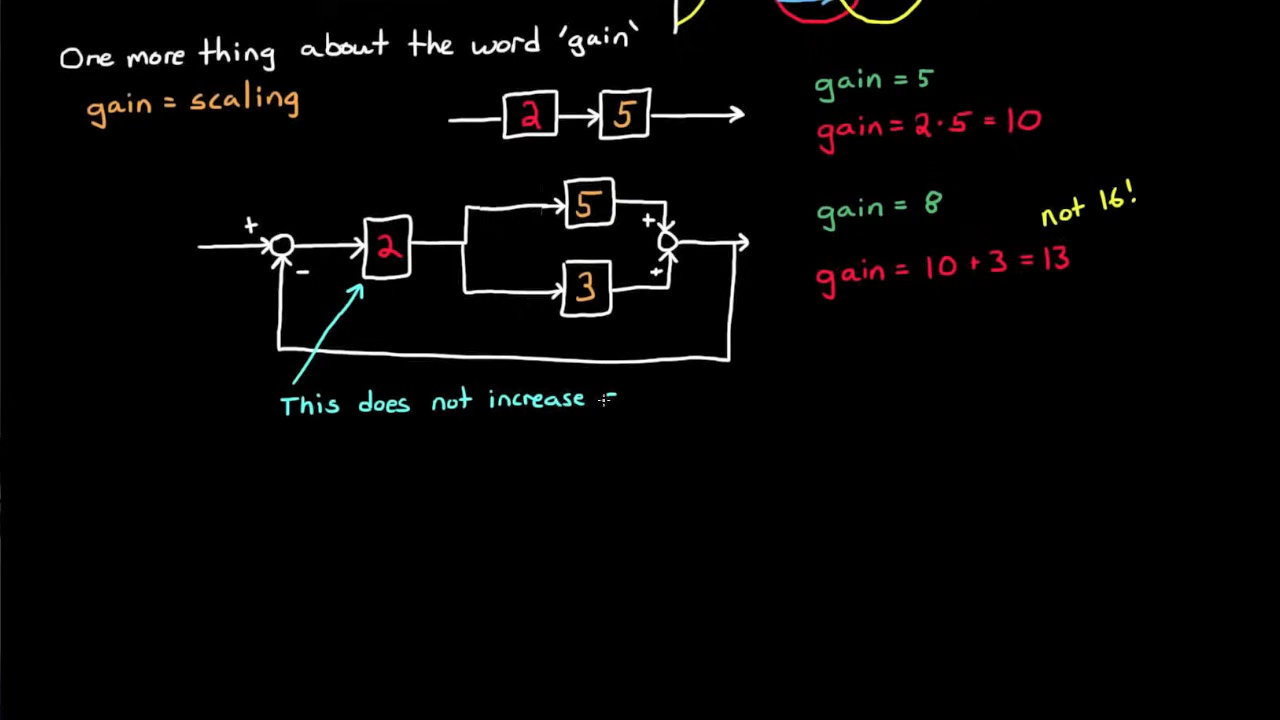 One more thing about the word 'gain'
gain = scaling
2
5
gain = 5
gain = 2·5 = 10
+
-
2
5
3
+
+
gain = 8
not 16!
gain = 10 + 3 = 13
This does not increase